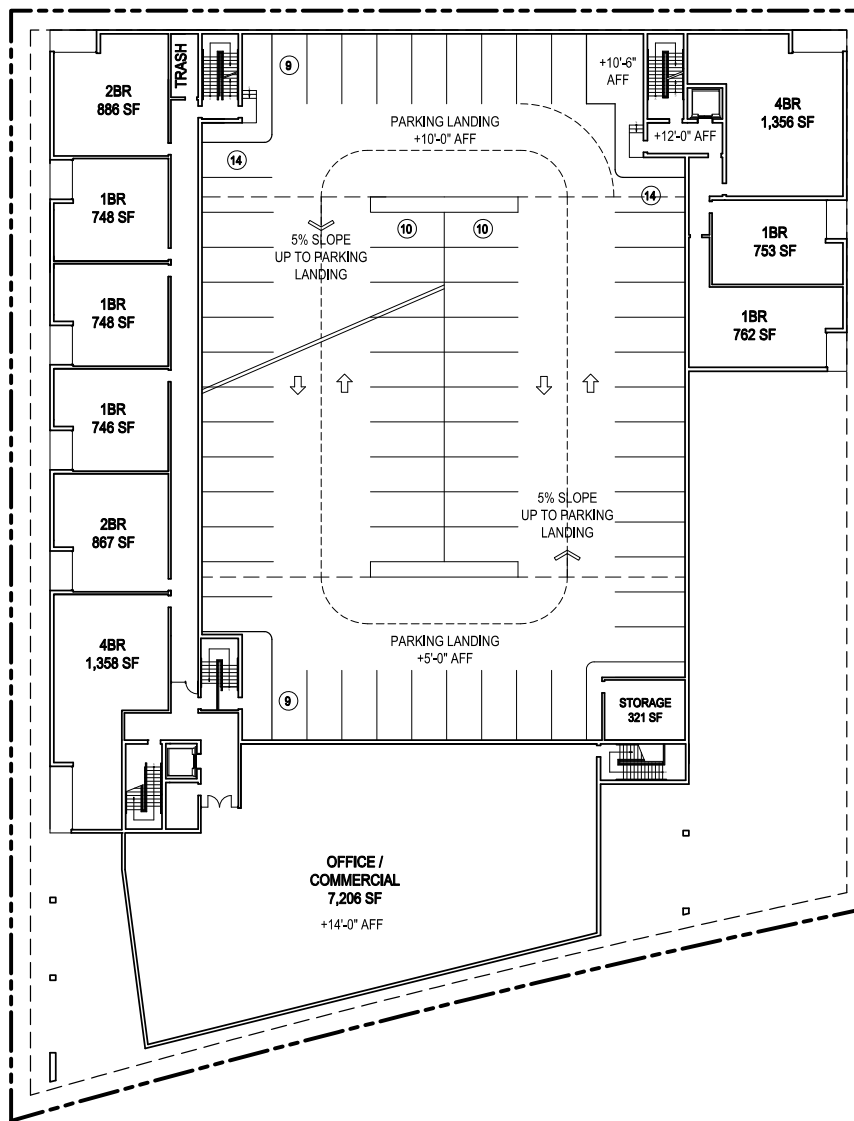 2BR
886 SF
TRASH
9
+10'-6"
AFF
4BR
1,356 SF
PARKING LANDING
+10'-0" AFF
+12'-0" AFF
14
14
1BR
748 SF
10
10
5% SLOPE
UP TO PARKING
LANDING
1BR
753 SF
1BR
748 SF
1BR
762 SF
1BR
746 SF
2BR
867 SF
5% SLOPE
UP TO PARKING
LANDING
4BR
1,358 SF
PARKING LANDING
+5'-0" AFF
9
STORAGE
321 SF
OFFICE /
COMMERCIAL
7,206 SF
+14'-0" AFF